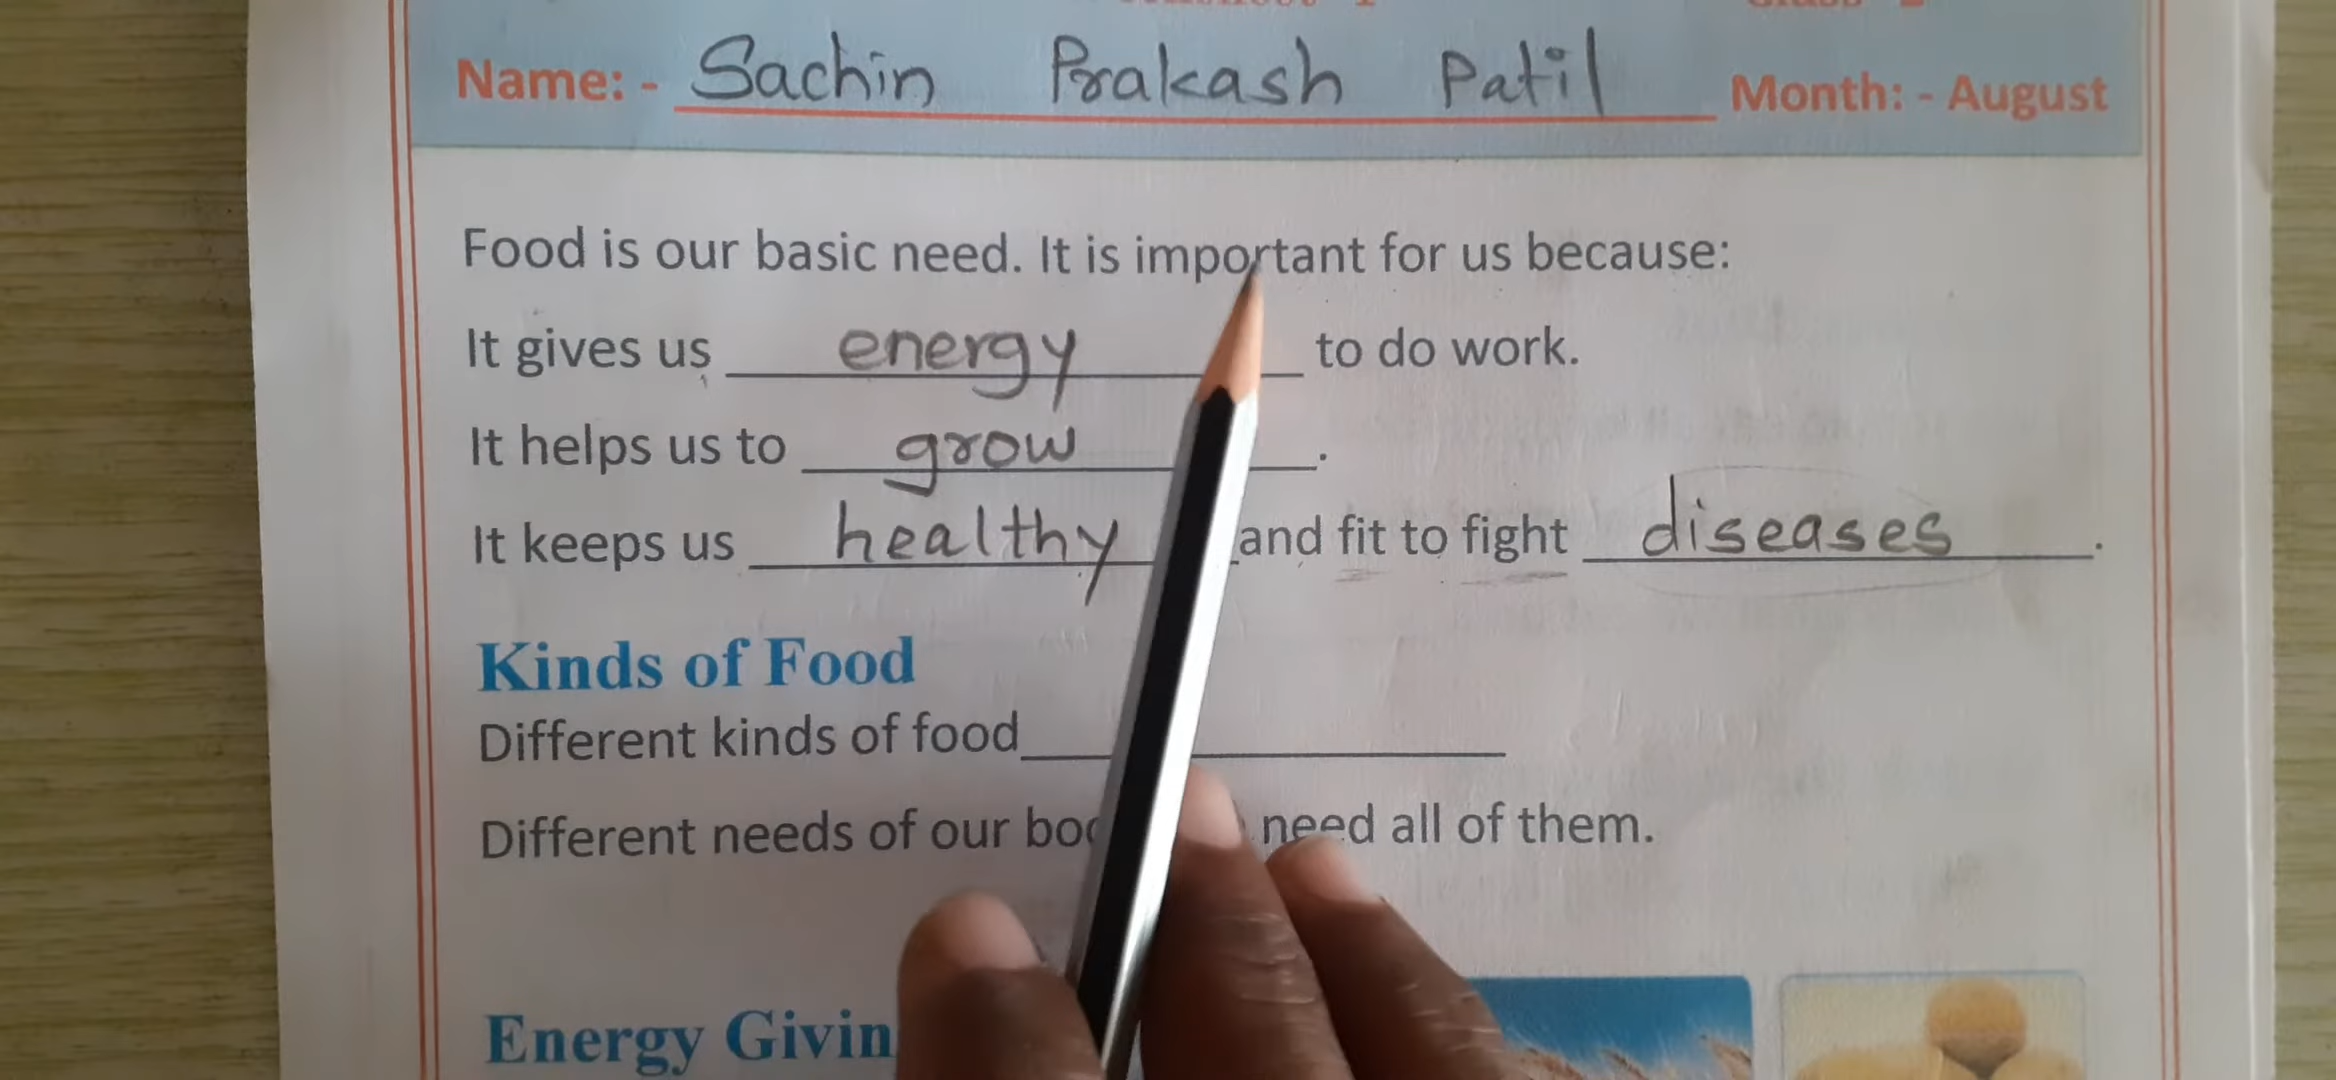 Name: - Sachin Prakash Patil Month: - August
Food is our basic need. It is important for us because:
It gives us energy to do work.
It helps us to grow.
It keeps us healthy and fit to fight diseases.
Kinds of Food
Different kinds of food
Different needs of our need all of them.
Energy